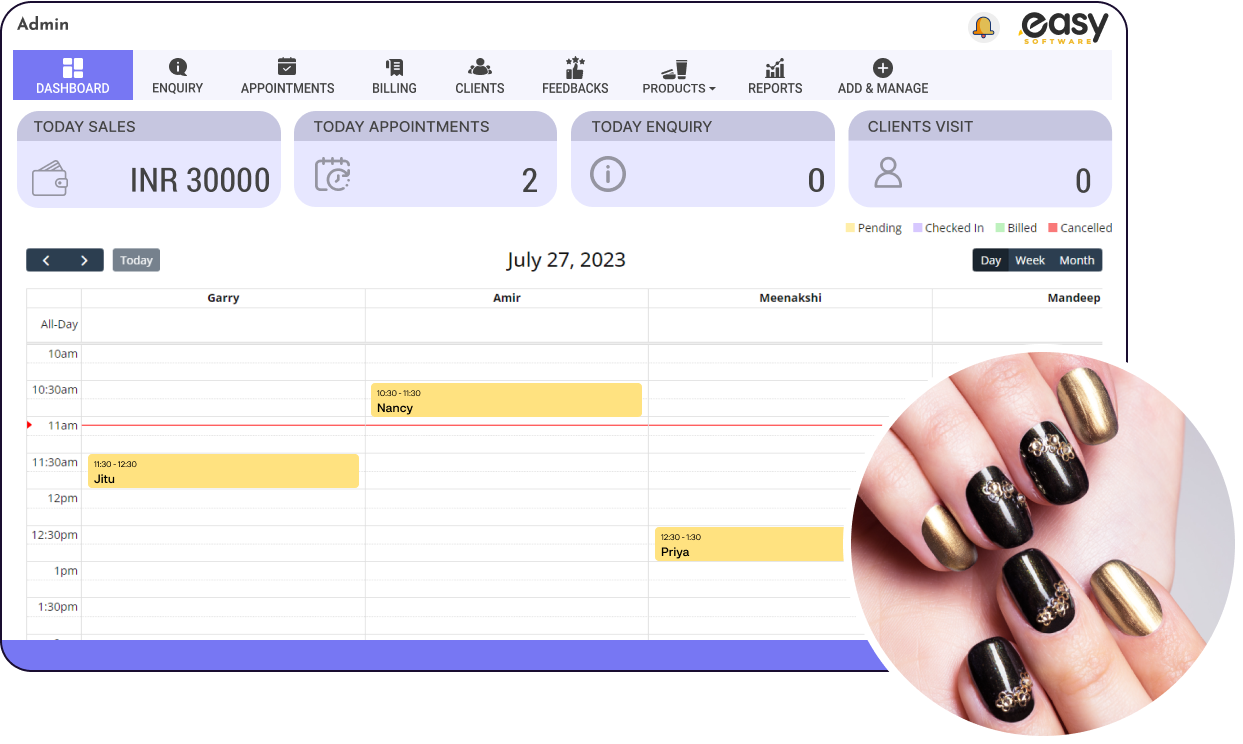 Admin
easy
SOFTWARE
DASHBOARD
ENQUIRY
APPOINTMENTS
BILLING
CLIENTS
FEEDBACKS
PRODUCTS
REPORTS
ADD & MANAGE
TODAY SALES
INR 30000
TODAY APPOINTMENTS
2
TODAY ENQUIRY
0
CLIENTS VISIT
0
Pending
Checked In
Billed
Cancelled
Today
July 27, 2023
Day
Week
Month
Garry
Amir
Meenakshi
Mandeep
All-Day
10am
10:30am
10:30 - 11:30
Nancy
11am
11:30am
11:30 - 12:30
Jitu
12pm
12:30pm
12:30 - 1:30
Priya
1pm
1:30pm